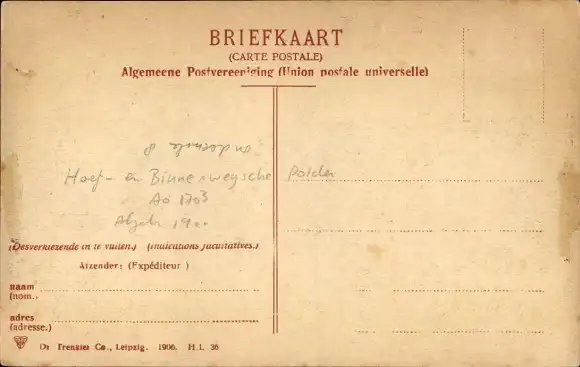 BRIEFKAART
(CARTE POSTALE)
Algemeene Postvereeniging (Union postale universelle)
Hoef- en Binnenwegsche Polder
Ao 1703
19
(Desverkiezende in te vullen) (Indications facultatives.)
Afzender: (Expéditeur)
naam
(nom.)
adres
(adresse.)
Dr Trenkler Co., Leipzig. 1906. H.L. 36